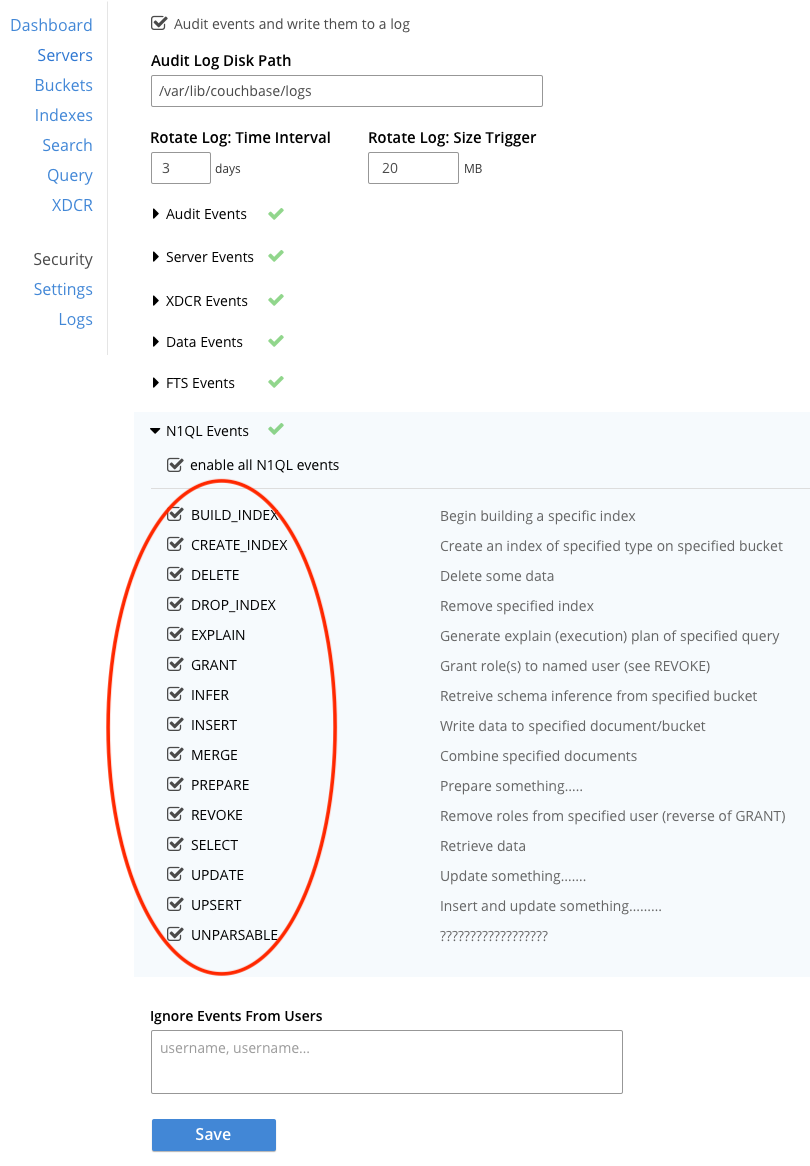 Dashboard
Servers
Buckets
Indexes
Search
Query
XDCR
Security
Settings
Logs
Audit events and write them to a log
Audit Log Disk Path
/var/lib/couchbase/logs
Rotate Log: Time Interval Rotate Log: Size Trigger
3 days 20 MB
Audit Events
Server Events
XDCR Events
Data Events
FTS Events
N1QL Events
enable all N1QL events
BUILD_INDEX Begin building a specific index
CREATE_INDEX Create an index of specified type on specified bucket
DELETE Delete some data
DROP_INDEX Remove specified index
EXPLAIN Generate explain (execution) plan of specified query
GRANT Grant role(s) to named user (see REVOKE)
INFER Retreive schema inference from specified bucket
INSERT Write data to specified document/bucket
MERGE Combine specified documents
PREPARE Prepare something.....
REVOKE Remove roles from specified user (reverse of GRANT)
SELECT Retrieve data
UPDATE Update something.......
UPSERT Insert and update something.........
UNPARSABLE ??????????????????
Ignore Events From Users
username, username...
Save